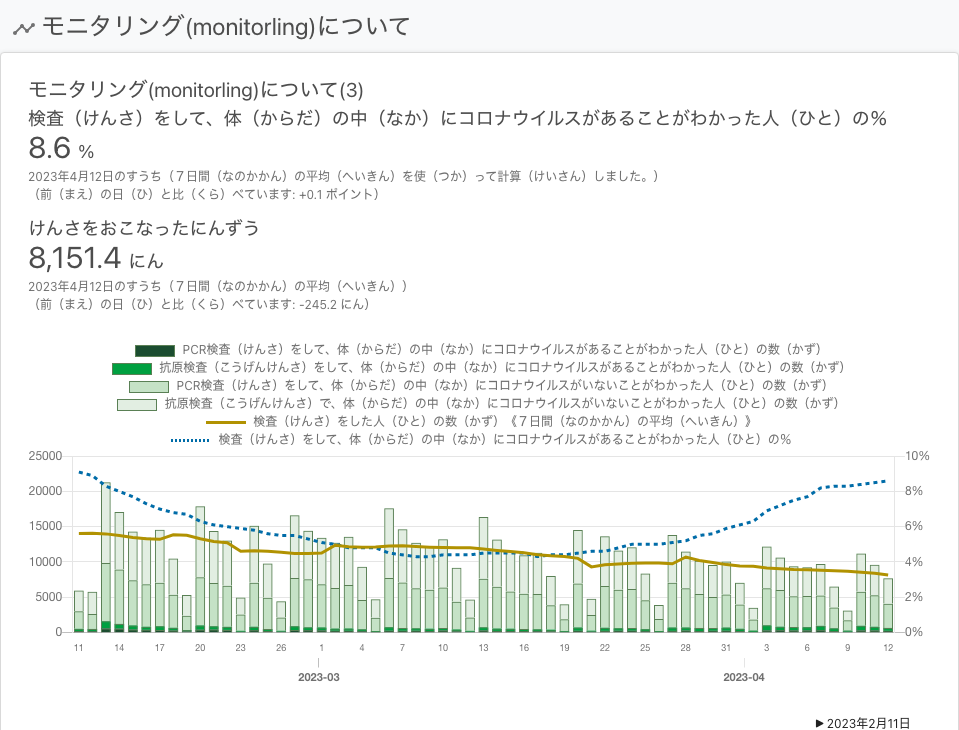 モニタリング(monitorling)について
モニタリング(monitorling)について(3)
検査（けんさ）をして、体（からだ）の中（なか）にコロナウイルスがあることがわかった人（ひと）の％
8.6 %
2023年4月12日のすうち（７日間（なのかかん）の平均（へいきん）を使（つか）って計算（けいさん）しました。）
（前（まえ）の日（ひ）と比（くら）べています: +0.1 ポイント）
けんさをおこなったにんずう
8,151.4 にん
2023年4月12日のすうち（７日間（なのかかん）の平均（へいきん））
（前（まえ）の日（ひ）と比（くら）べています: -245.2 にん）
PCR検査（けんさ）をして、体（からだ）の中（なか）にコロナウイルスがあることがわかった人（ひと）の数（かず）
抗原検査（こうげんけんさ）をして、体（からだ）の中（なか）にコロナウイルスがあることがわかった人（ひと）の数（かず）
PCR検査（けんさ）をして、体（からだ）の中（なか）にコロナウイルスがいないことがわかった人（ひと）の数（かず）
抗原検査（こうげんけんさ）で、体（からだ）の中（なか）にコロナウイルスがいないことがわかった人（ひと）の数（かず）
検査（けんさ）をした人（ひと）の数（かず）《７日間（なのかかん）の平均（へいきん）》
検査（けんさ）をして、体（からだ）の中（なか）にコロナウイルスがあることがわかった人（ひと）の％
25000 10%
20000 8%
15000 6%
10000 4%
5000 2%
0 0%
11 14 17 20 23 26 1 4 7 10 13 16 19 22 25 28 31 3 6 9 12
2023-03 2023-04
▶ 2023年2月11日